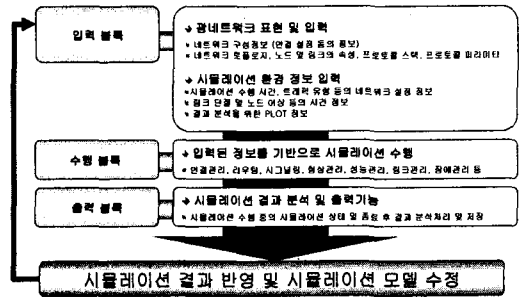 입력 블록
광네트워크 표현 및 입력
네트워크 구성정보 (연결 설정 등의 정보)
네트워크 토폴로지, 노드 및 링크의 속성, 프로토콜 스택, 프로토콜 파라미터
시뮬레이션 환경 정보 입력
시뮬레이션 수행 시간, 트래픽 유형 등의 네트워크 설정 정보
링크 단절 및 노드 이상 등의 시간 정보
결과 분석을 위한 PLOT 정보
수행 블록
입력된 정보를 기반으로 시뮬레이션 수행
연결관리, 라우팅, 시그널링, 형상관리, 성능관리, 링크관리, 장애관리 등
출력 블록
시뮬레이션 결과 분석 및 출력기능
시뮬레이션 수행 중의 시뮬레이션 상태 및 종료 후 결과 분석처리 및 저장
시뮬레이션 결과 반영 및 시뮬레이션 모델 수정